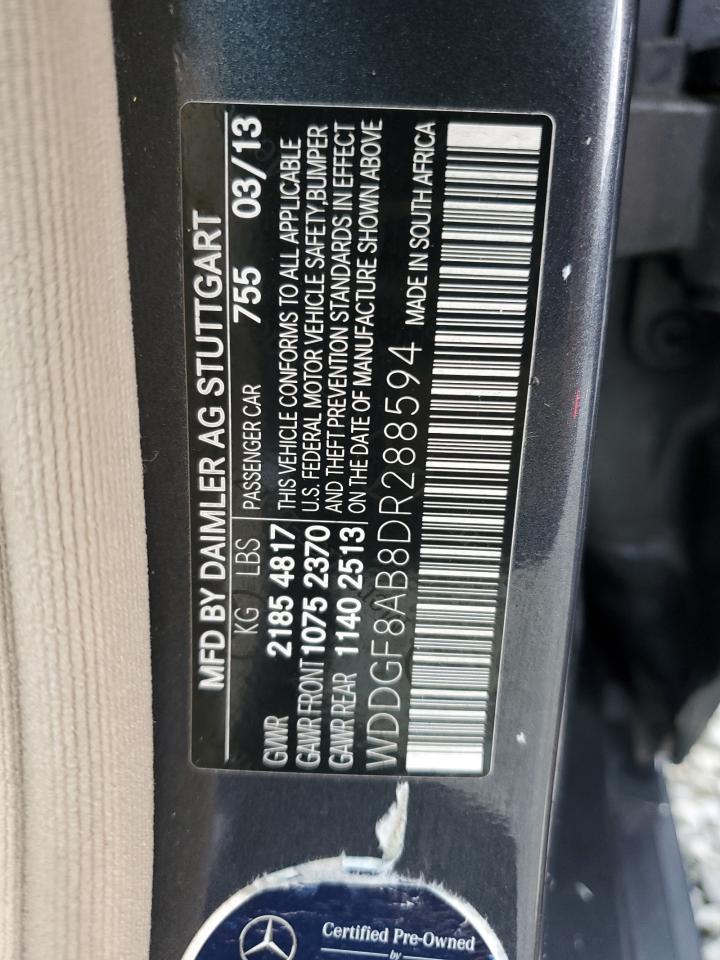 MFD BY DAIMLER AG STUTTGART
KG LBS PASSENGER CAR 755 03/13
GWR 2185 4817 THIS VEHICLE CONFORMS TO ALL APPLICABLE
GAWR FRONT 1075 2370 U.S. FEDERAL MOTOR VEHICLE SAFETY,BUMPER
GAWR REAR 1140 2513 AND THEFT PREVENTION STANDARDS IN EFFECT
ON THE DATE OF MANUFACTURE SHOWN ABOVE
WDDGF8AB8DR288594 MADE IN SOUTH AFRICA
Certified Pre-Owned
by